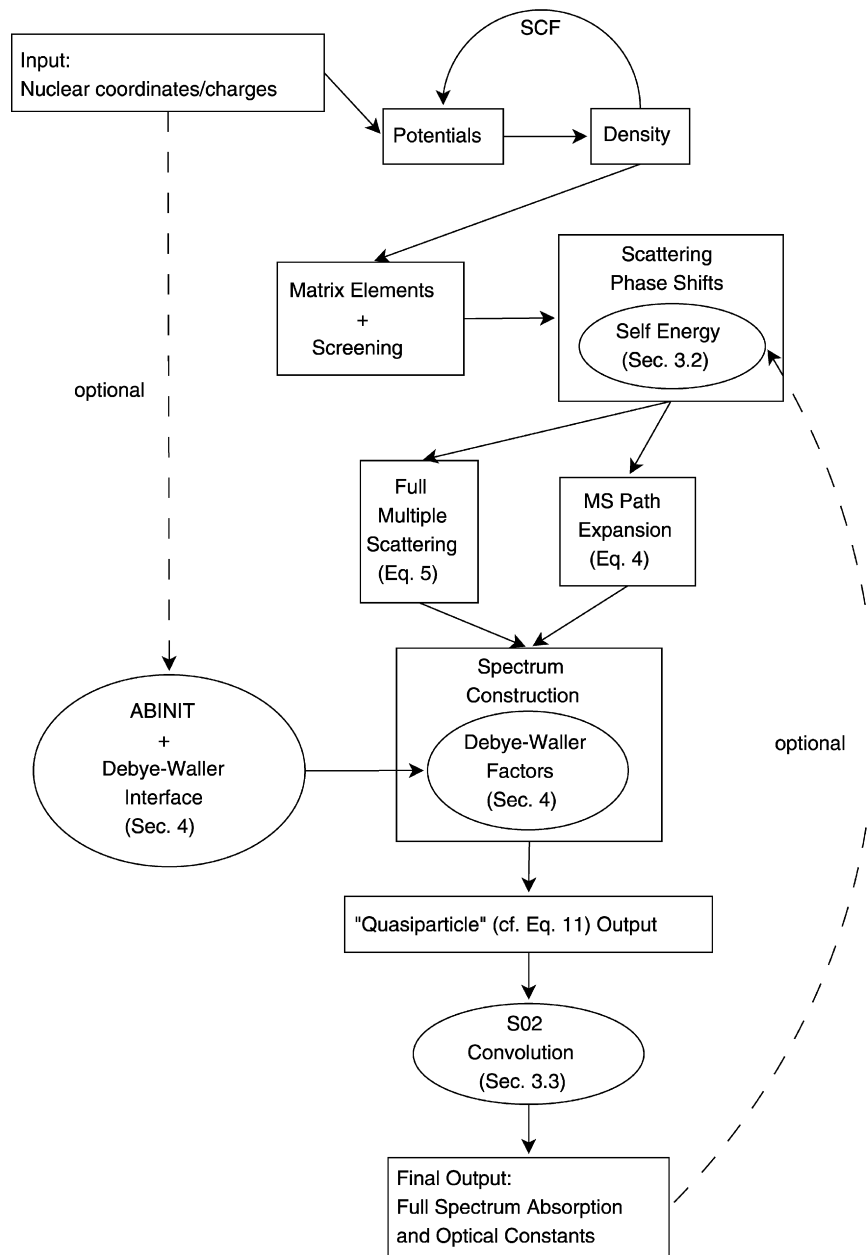 SCF
Input:
Nuclear coordinates/charges
Potentials
Density
Scattering
Phase Shifts
Matrix Elements
+
Screening
Self Energy
(Sec. 3.2)
optional
Full
Multiple
Scattering
(Eq. 5)
MS Path
Expansion
(Eq. 4)
Spectrum
Construction
ABINIT
+
Debye-Waller
Interface
(Sec. 4)
Debye-Waller
Factors
(Sec. 4)
optional
"Quasiparticle" (cf. Eq. 11) Output
S02
Convolution
(Sec. 3.3)
Final Output:
Full Spectrum Absorption
and Optical Constants